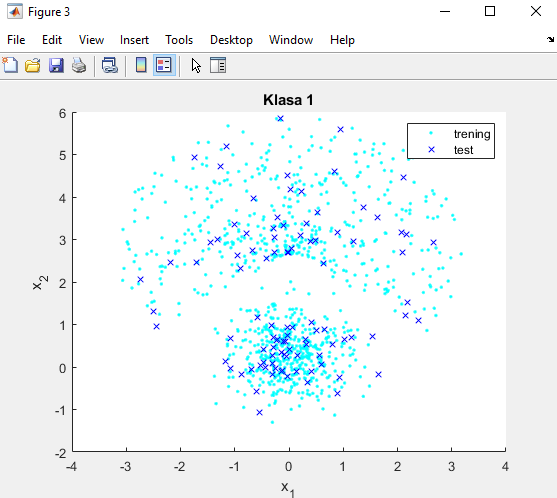 Figure 3
File Edit View Insert Tools Desktop Window Help
Klasa 1
trening
test
6
5
4
3
2
1
0
-1
-2
x2
-4 -3 -2 -1 0 1 2 3 4
x1